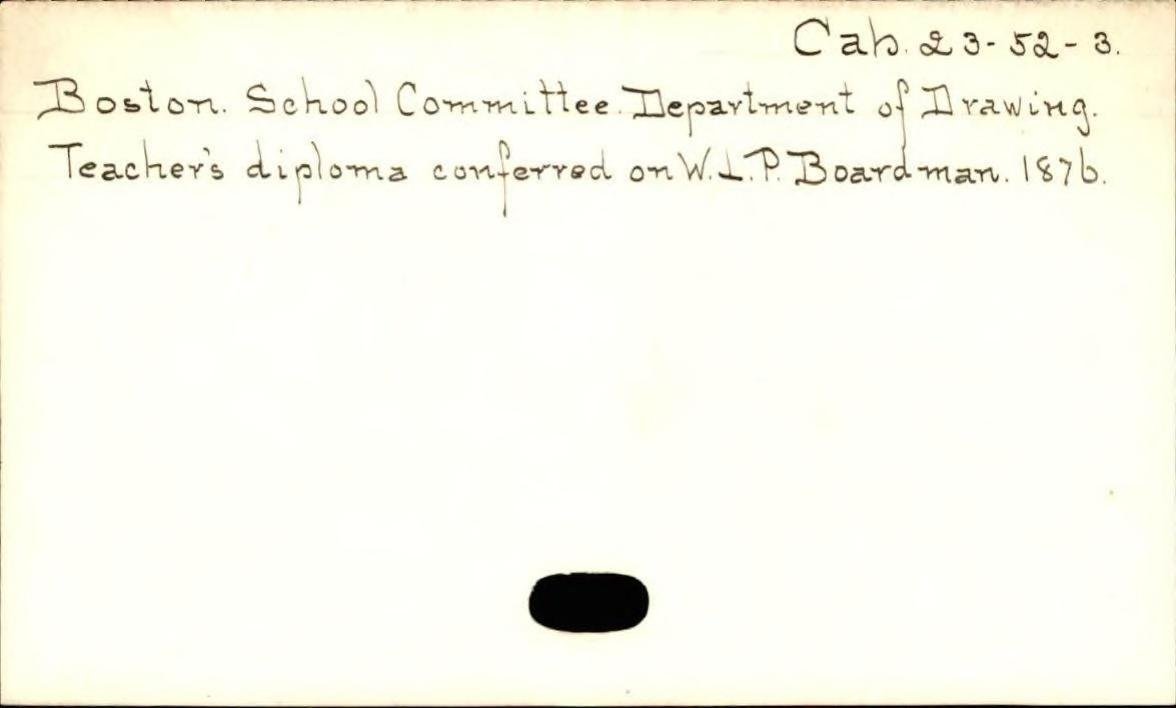 Cab. 23-52-3.
Boston. School Committee. Department of Drawing.
Teacher's diploma conferred on W.L.P. Boardman. 1876.